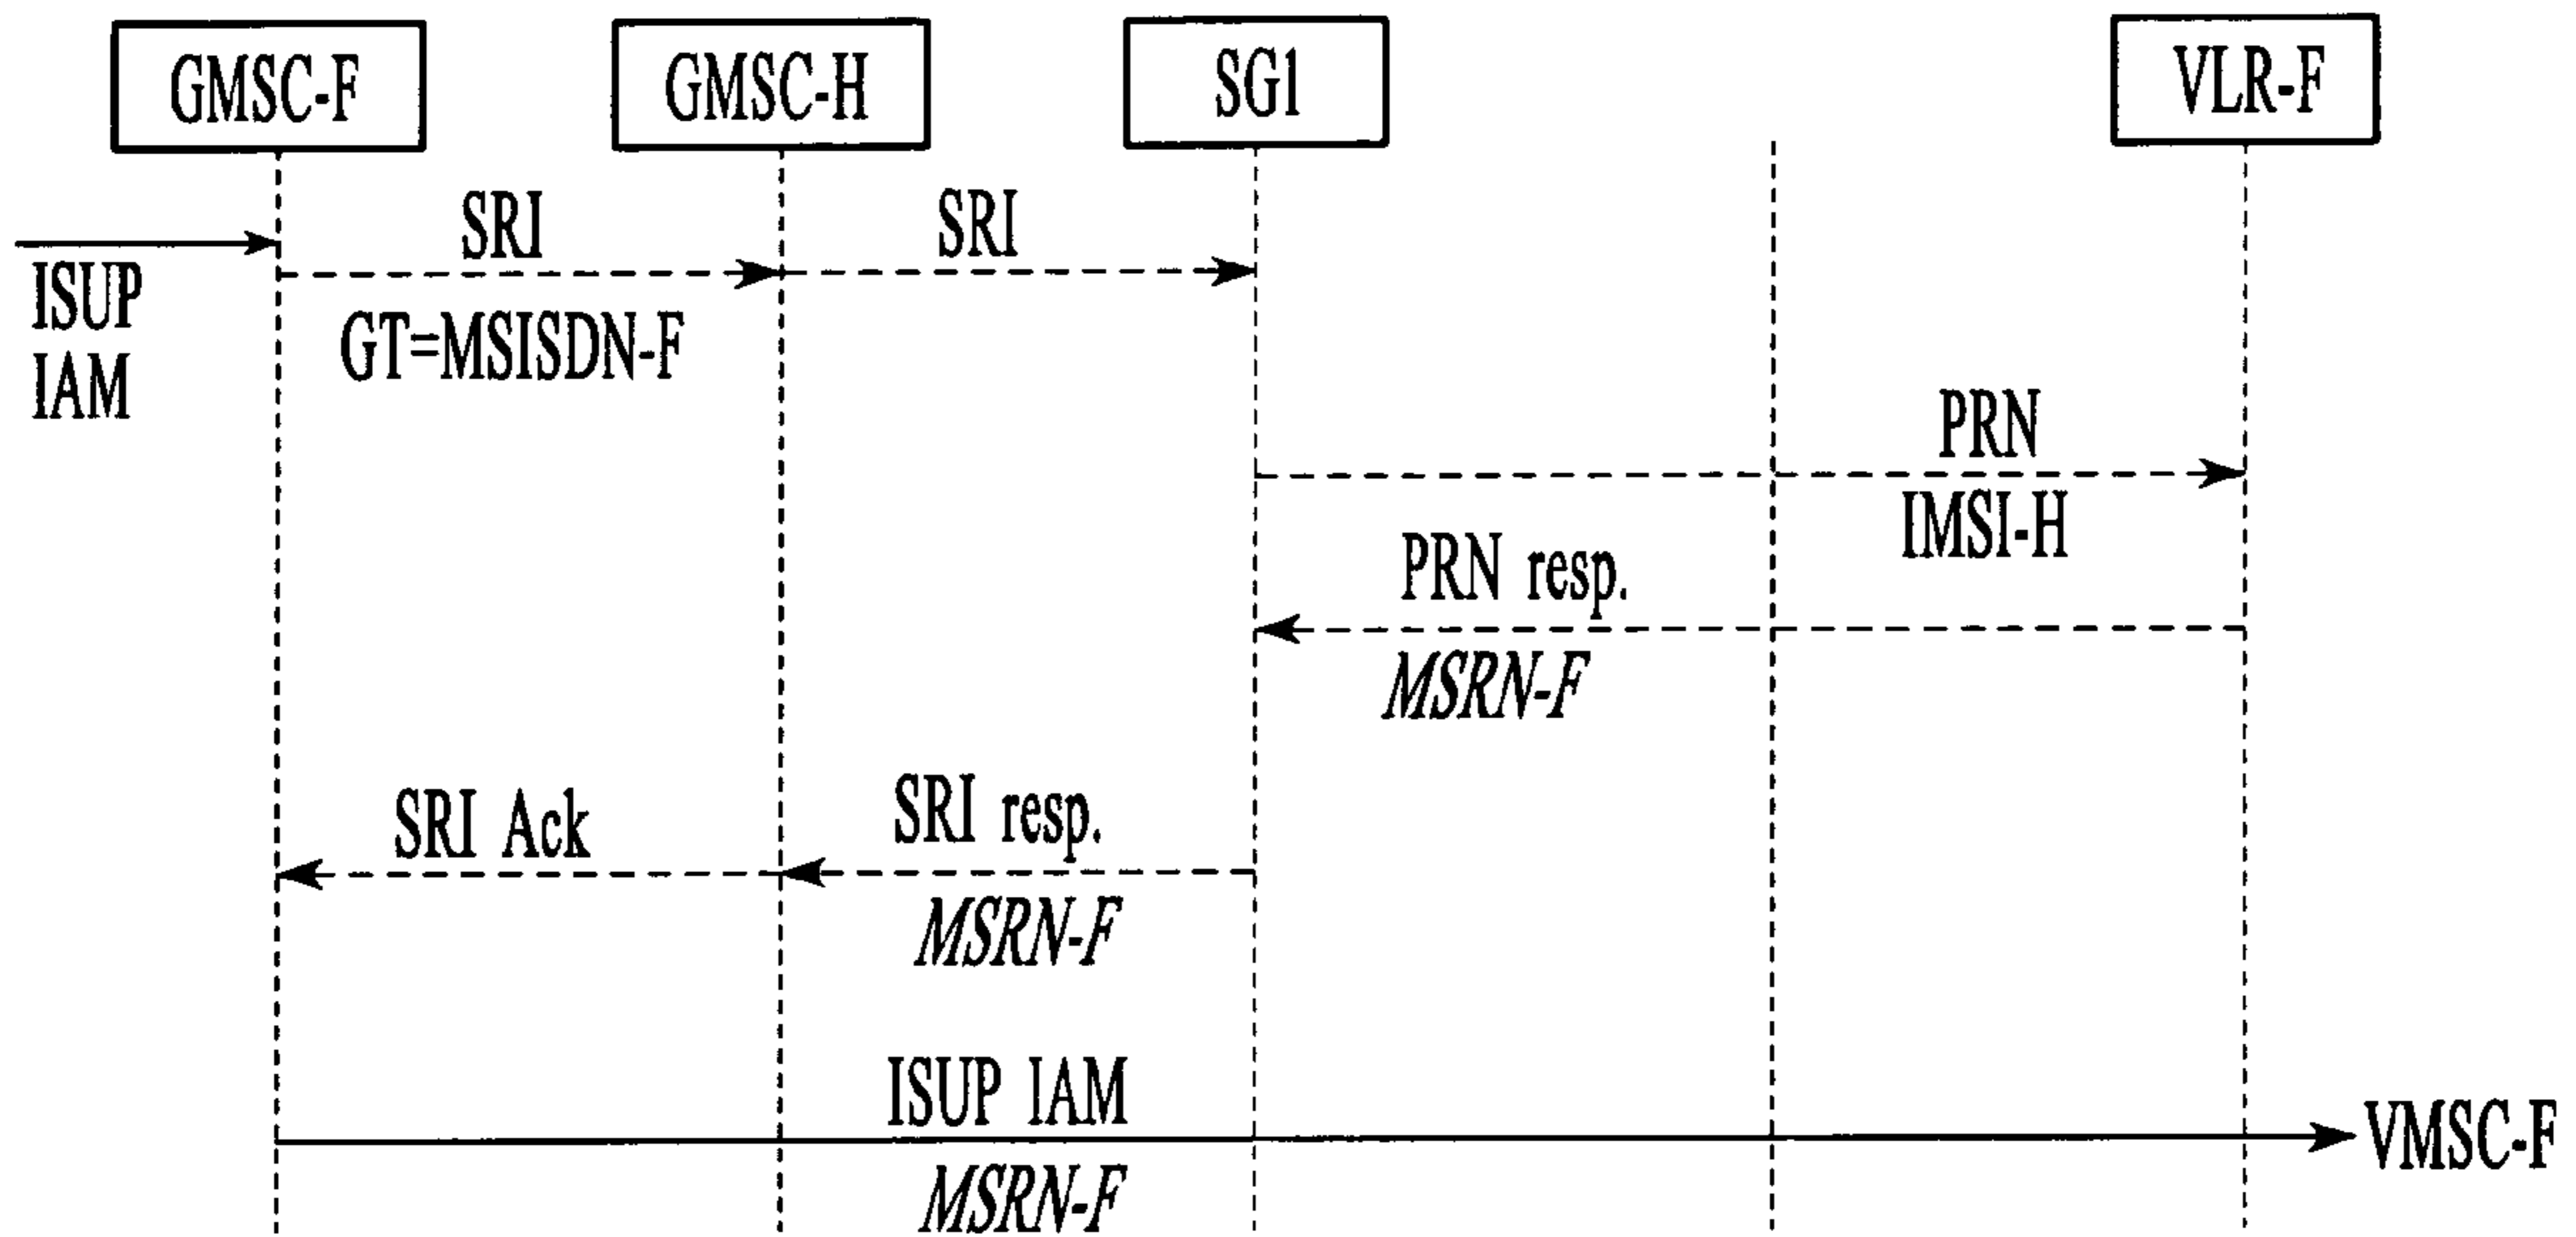 GMSC-F
GMSC-H
SG1
VLR-F
SRI
SRI
ISUP
IAM
GT=MSISDN-F
PRN
IMSI-H
PRN resp.
MSRN-F
SRI Ack
SRI resp.
MSRN-F
ISUP IAM
VMSC-F
MSRN-F